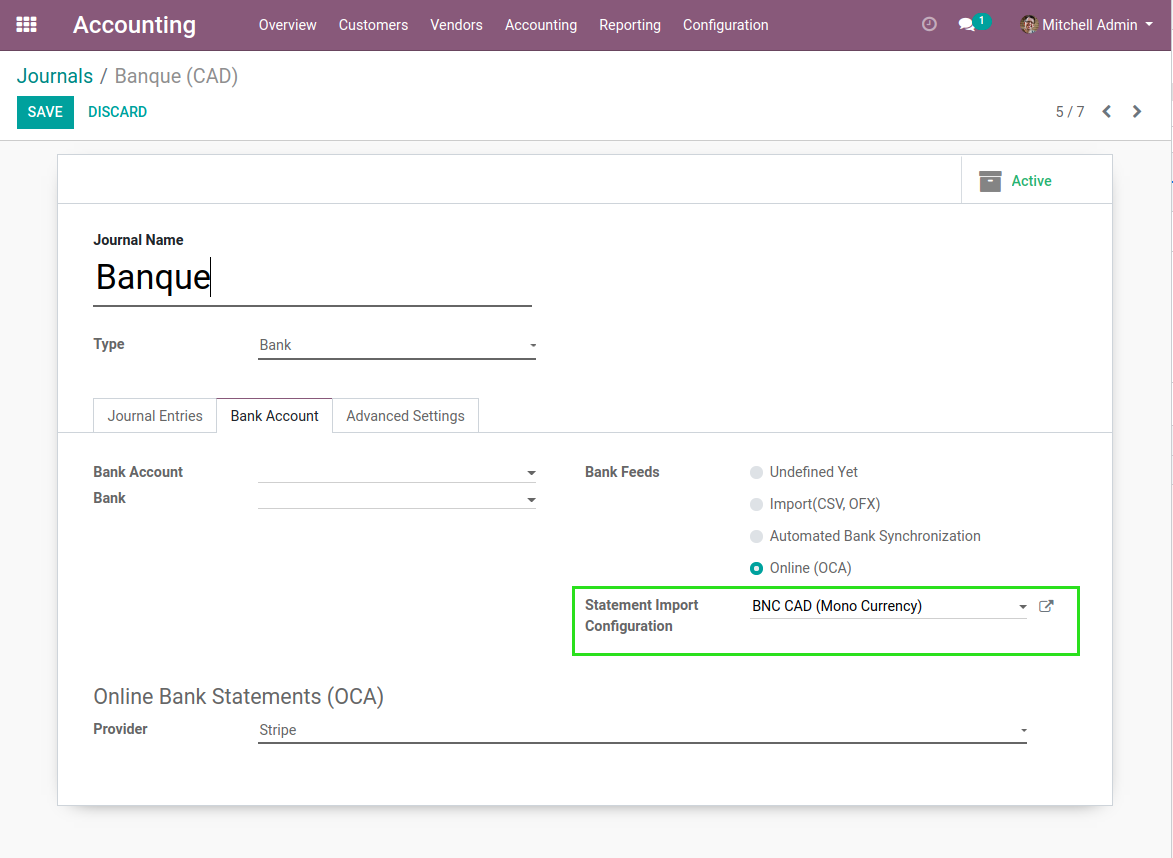 Accounting Overview Customers Vendors Accounting Reporting Configuration 1 Mitchell Admin
Journals / Banque (CAD)
SAVE DISCARD 5 / 7
Active
Journal Name
Banque
Type Bank
Journal Entries Bank Account Advanced Settings
Bank Account
Bank
Bank Feeds Undefined Yet
Import(CSV, OFX)
Automated Bank Synchronization
Online (OCA)
Statement Import BNC CAD (Mono Currency)
Configuration
Online Bank Statements (OCA)
Provider Stripe